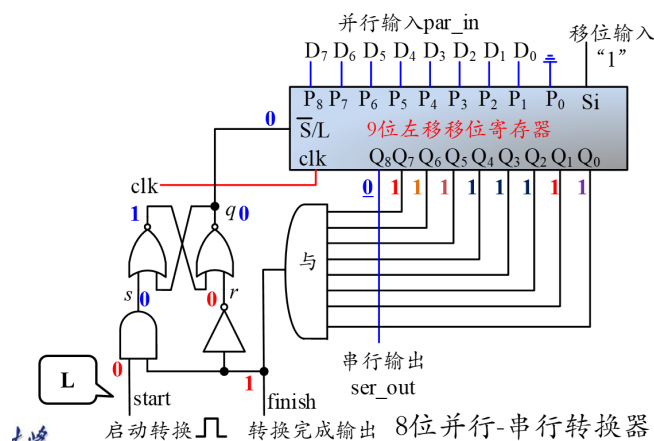 并行输入par_in
移位输入
"1"
D7 D6 D5 D4 D3 D2 D1 D0
P8 P7 P6 P5 P4 P3 P2 P1 P0 Si
0
S̅/L
9位左移移位寄存器
clk
Q8 Q7 Q6 Q5 Q4 Q3 Q2 Q1 Q0
clk
0 1 1 1 1 1 1 1 1
1
q 0
与
s 0
0 r
串行输出
ser_out
L
0
1
start
finish
启动转换
转换完成输出
8位并行-串行转换器